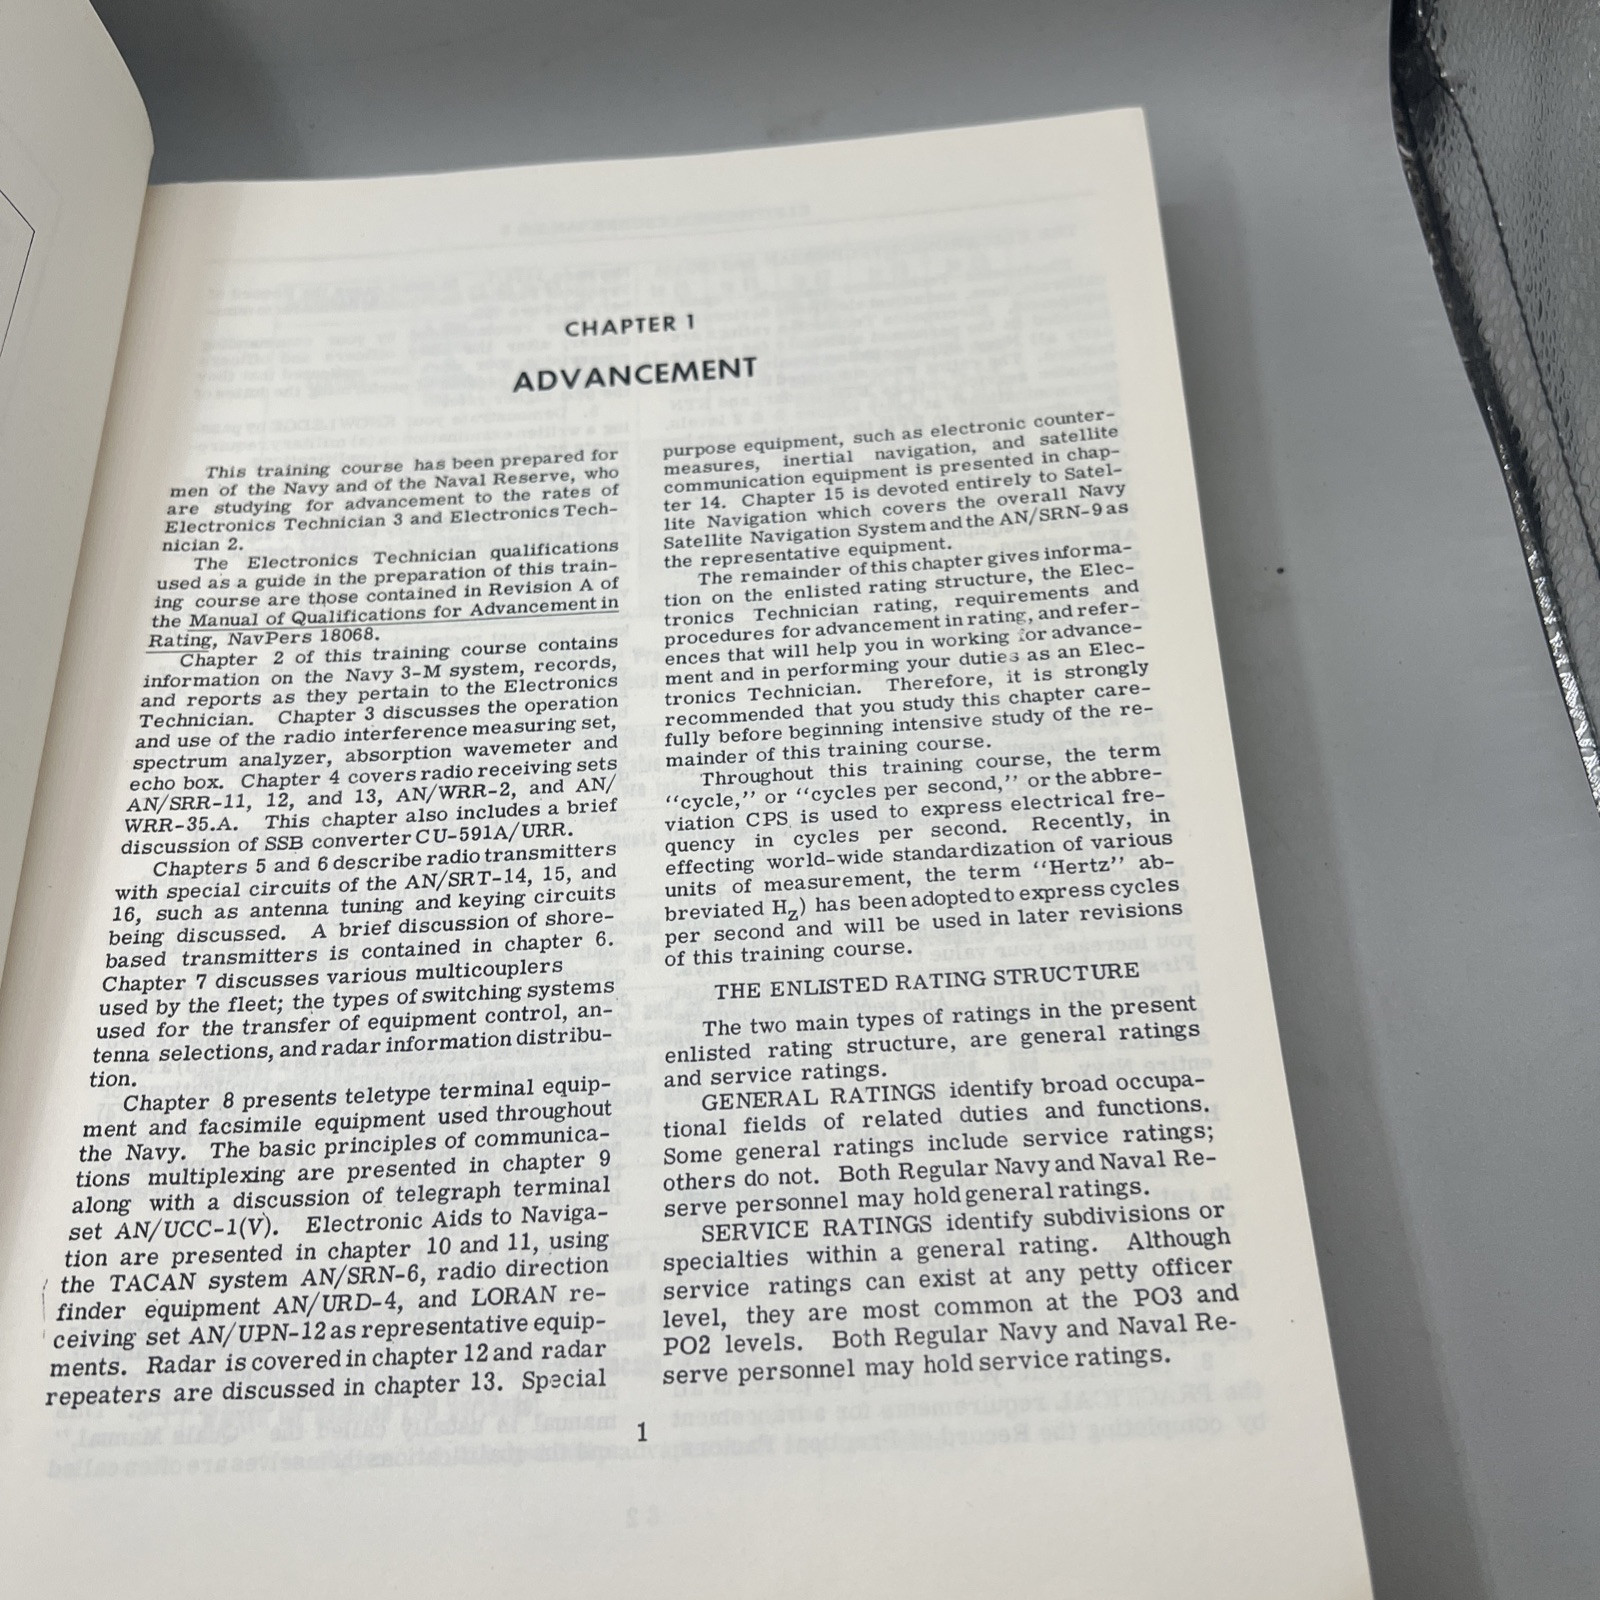 CHAPTER 1
ADVANCEMENT
This training course has been prepared for
men of the Navy and of the Naval Reserve, who
are studying for advancement to the rates of
Electronics Technician 3 and Electronics Tech-
nician 2.
The Electronics Technician qualifications
used as a guide in the preparation of this train-
ing course are those contained in Revision A of
the Manual of Qualifications for Advancement in
Rating, NavPers 18068.
Chapter 2 of this training course contains
information on the Navy 3-M system, records,
and reports as they pertain to the Electronics
Technician. Chapter 3 discusses the operation
and use of the radio interference measuring set,
spectrum analyzer, absorption wavemeter and
echo box. Chapter 4 covers radio receiving sets
AN/SRR-11, 12, and 13, AN/WRR-2, and AN/
WRR-35.A. This chapter also includes a brief
discussion of SSB converter CU-591A/URR.
Chapters 5 and 6 describe radio transmitters
with special circuits of the AN/SRT-14, 15, and
16, such as antenna tuning and keying circuits
being discussed. A brief discussion of shore-
based transmitters is contained in chapter 6.
Chapter 7 discusses various multicouplers
used by the fleet; the types of switching systems
used for the transfer of equipment control, an-
tenna selections, and radar information distribu-
tion.
Chapter 8 presents teletype terminal equip-
ment and facsimile equipment used throughout
the Navy. The basic principles of communica-
tions multiplexing are presented in chapter 9
along with a discussion of telegraph terminal
set AN/UCC-1(V). Electronic Aids to Naviga-
tion are presented in chapter 10 and 11, using
the TACAN system AN/SRN-6, radio direction
finder equipment AN/URD-4, and LORAN re-
ceiving set AN/UPN-12 as representative equip-
ments. Radar is covered in chapter 12 and radar
repeaters are discussed in chapter 13. Special
purpose equipment, such as electronic counter-
measures, inertial navigation, and satellite
communication equipment is presented in chap-
ter 14. Chapter 15 is devoted entirely to Satel-
lite Navigation which covers the overall Navy
Satellite Navigation System and the AN/SRN-9 as
the representative equipment.
The remainder of this chapter gives informa-
tion on the enlisted rating structure, the Elec-
tronics Technician rating, requirements and
procedures for advancement in rating, and refer-
ences that will help you in working for advance-
ment and in performing your duties as an Elec-
tronics Technician. Therefore, it is strongly
recommended that you study this chapter care-
fully before beginning intensive study of the re-
mainder of this training course.
Throughout this training course, the term
“cycle,” or “cycles per second,” or the abbre-
viation CPS is used to express electrical fre-
quency in cycles per second. Recently, in
effecting world-wide standardization of various
units of measurement, the term “Hertz” ab-
breviated Hz) has been adopted to express cycles
per second and will be used in later revisions
of this training course.
THE ENLISTED RATING STRUCTURE
The two main types of ratings in the present
enlisted rating structure, are general ratings
and service ratings.
GENERAL RATINGS identify broad occupa-
tional fields of related duties and functions.
Some general ratings include service ratings;
others do not. Both Regular Navy and Naval Re-
serve personnel may hold general ratings.
SERVICE RATINGS identify subdivisions or
specialties within a general rating. Although
service ratings can exist at any petty officer
level, they are most common at the PO3 and
PO2 levels. Both Regular Navy and Naval Re-
serve personnel may hold service ratings.
1